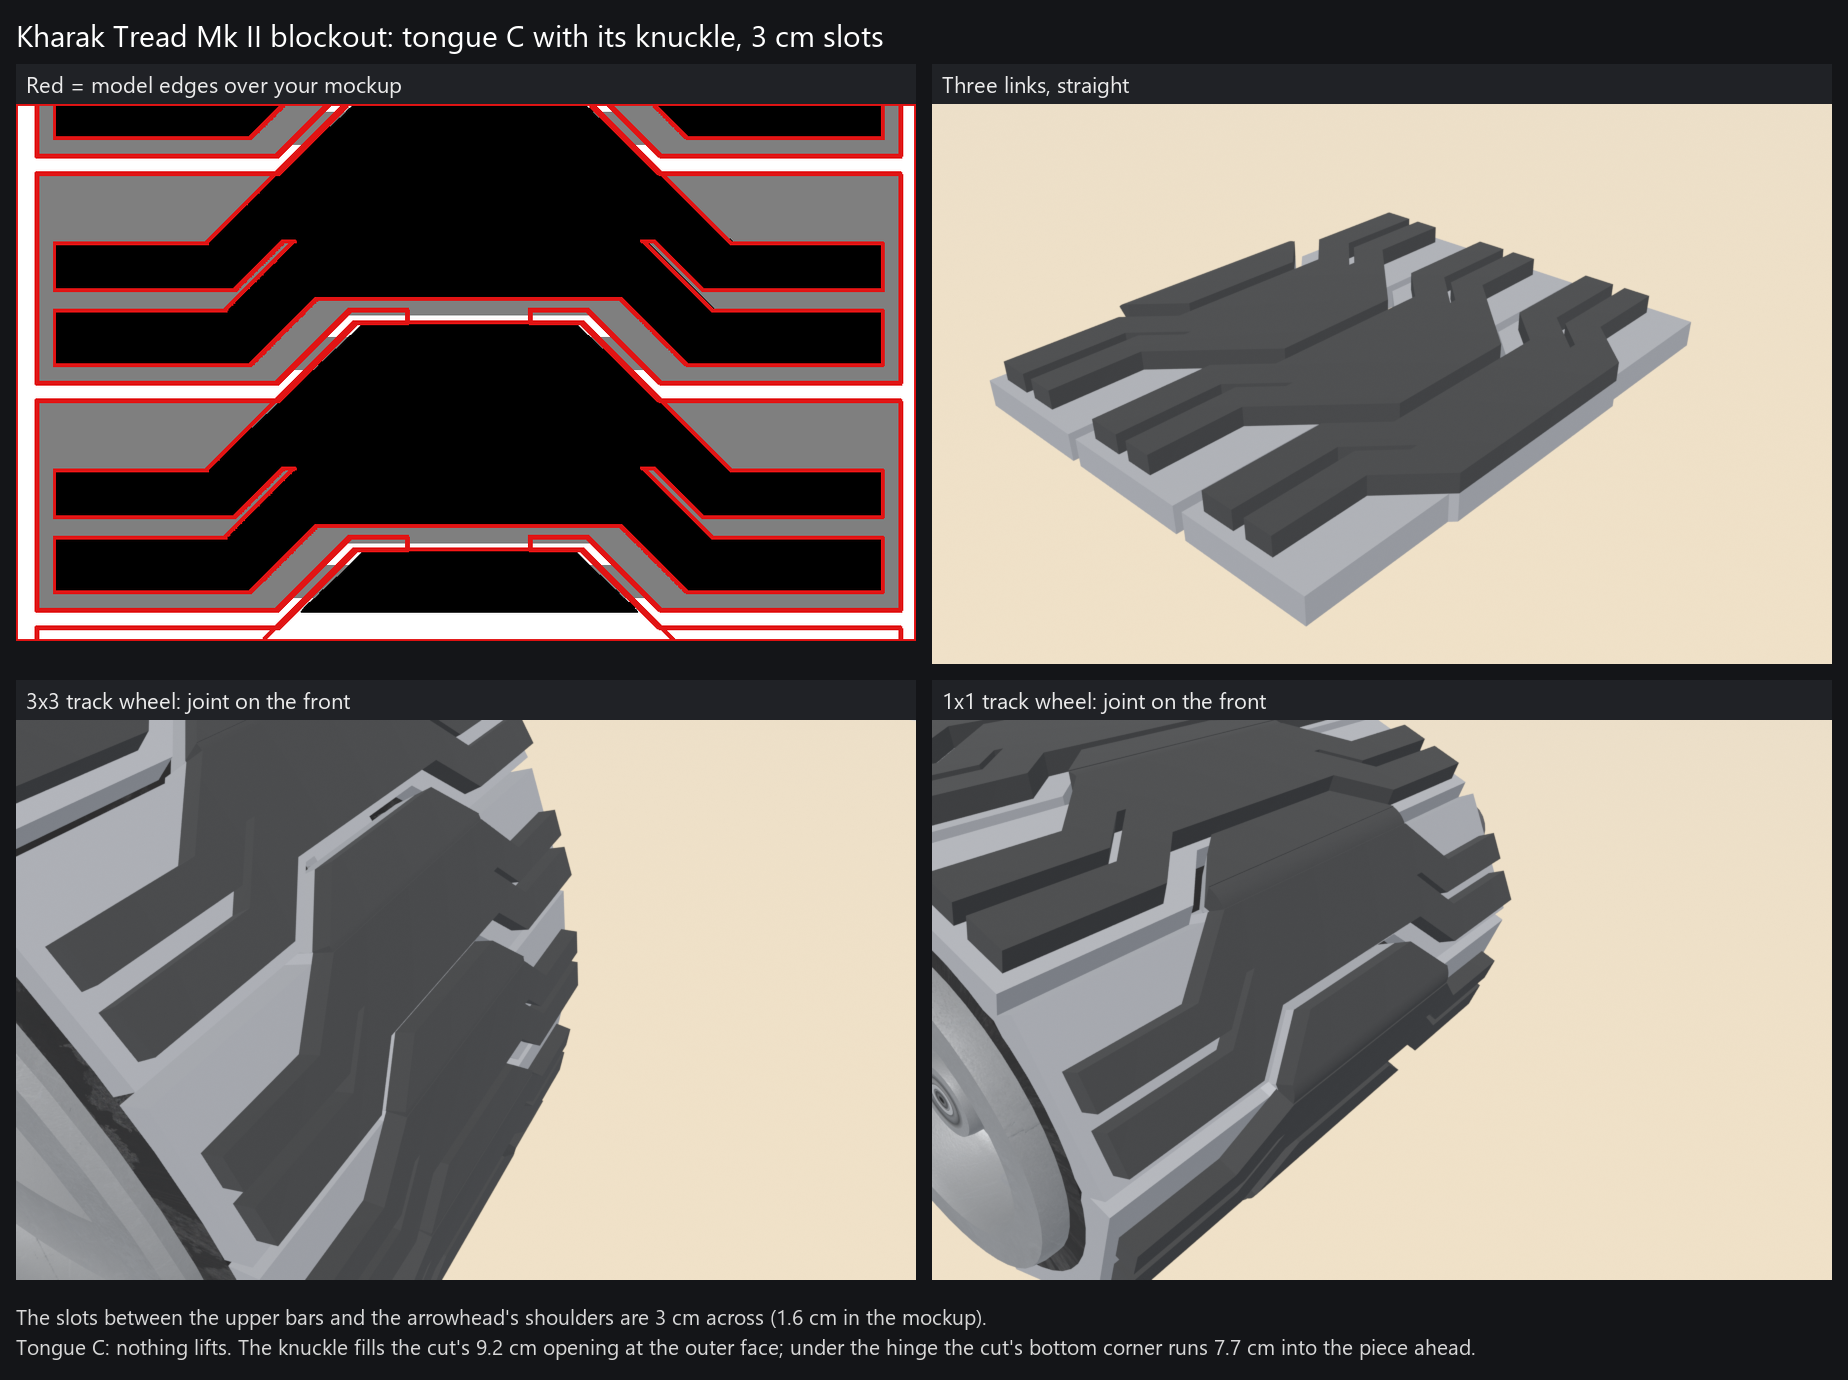 Kharak Tread Mk II blockout: tongue C with its knuckle, 3 cm slots
Red = model edges over your mockup
Three links, straight
3x3 track wheel: joint on the front
1x1 track wheel: joint on the front
The slots between the upper bars and the arrowhead's shoulders are 3 cm across (1.6 cm in the mockup).
Tongue C: nothing lifts. The knuckle fills the cut's 9.2 cm opening at the outer face; under the hinge the cut's bottom corner runs 7.7 cm into the piece ahead.